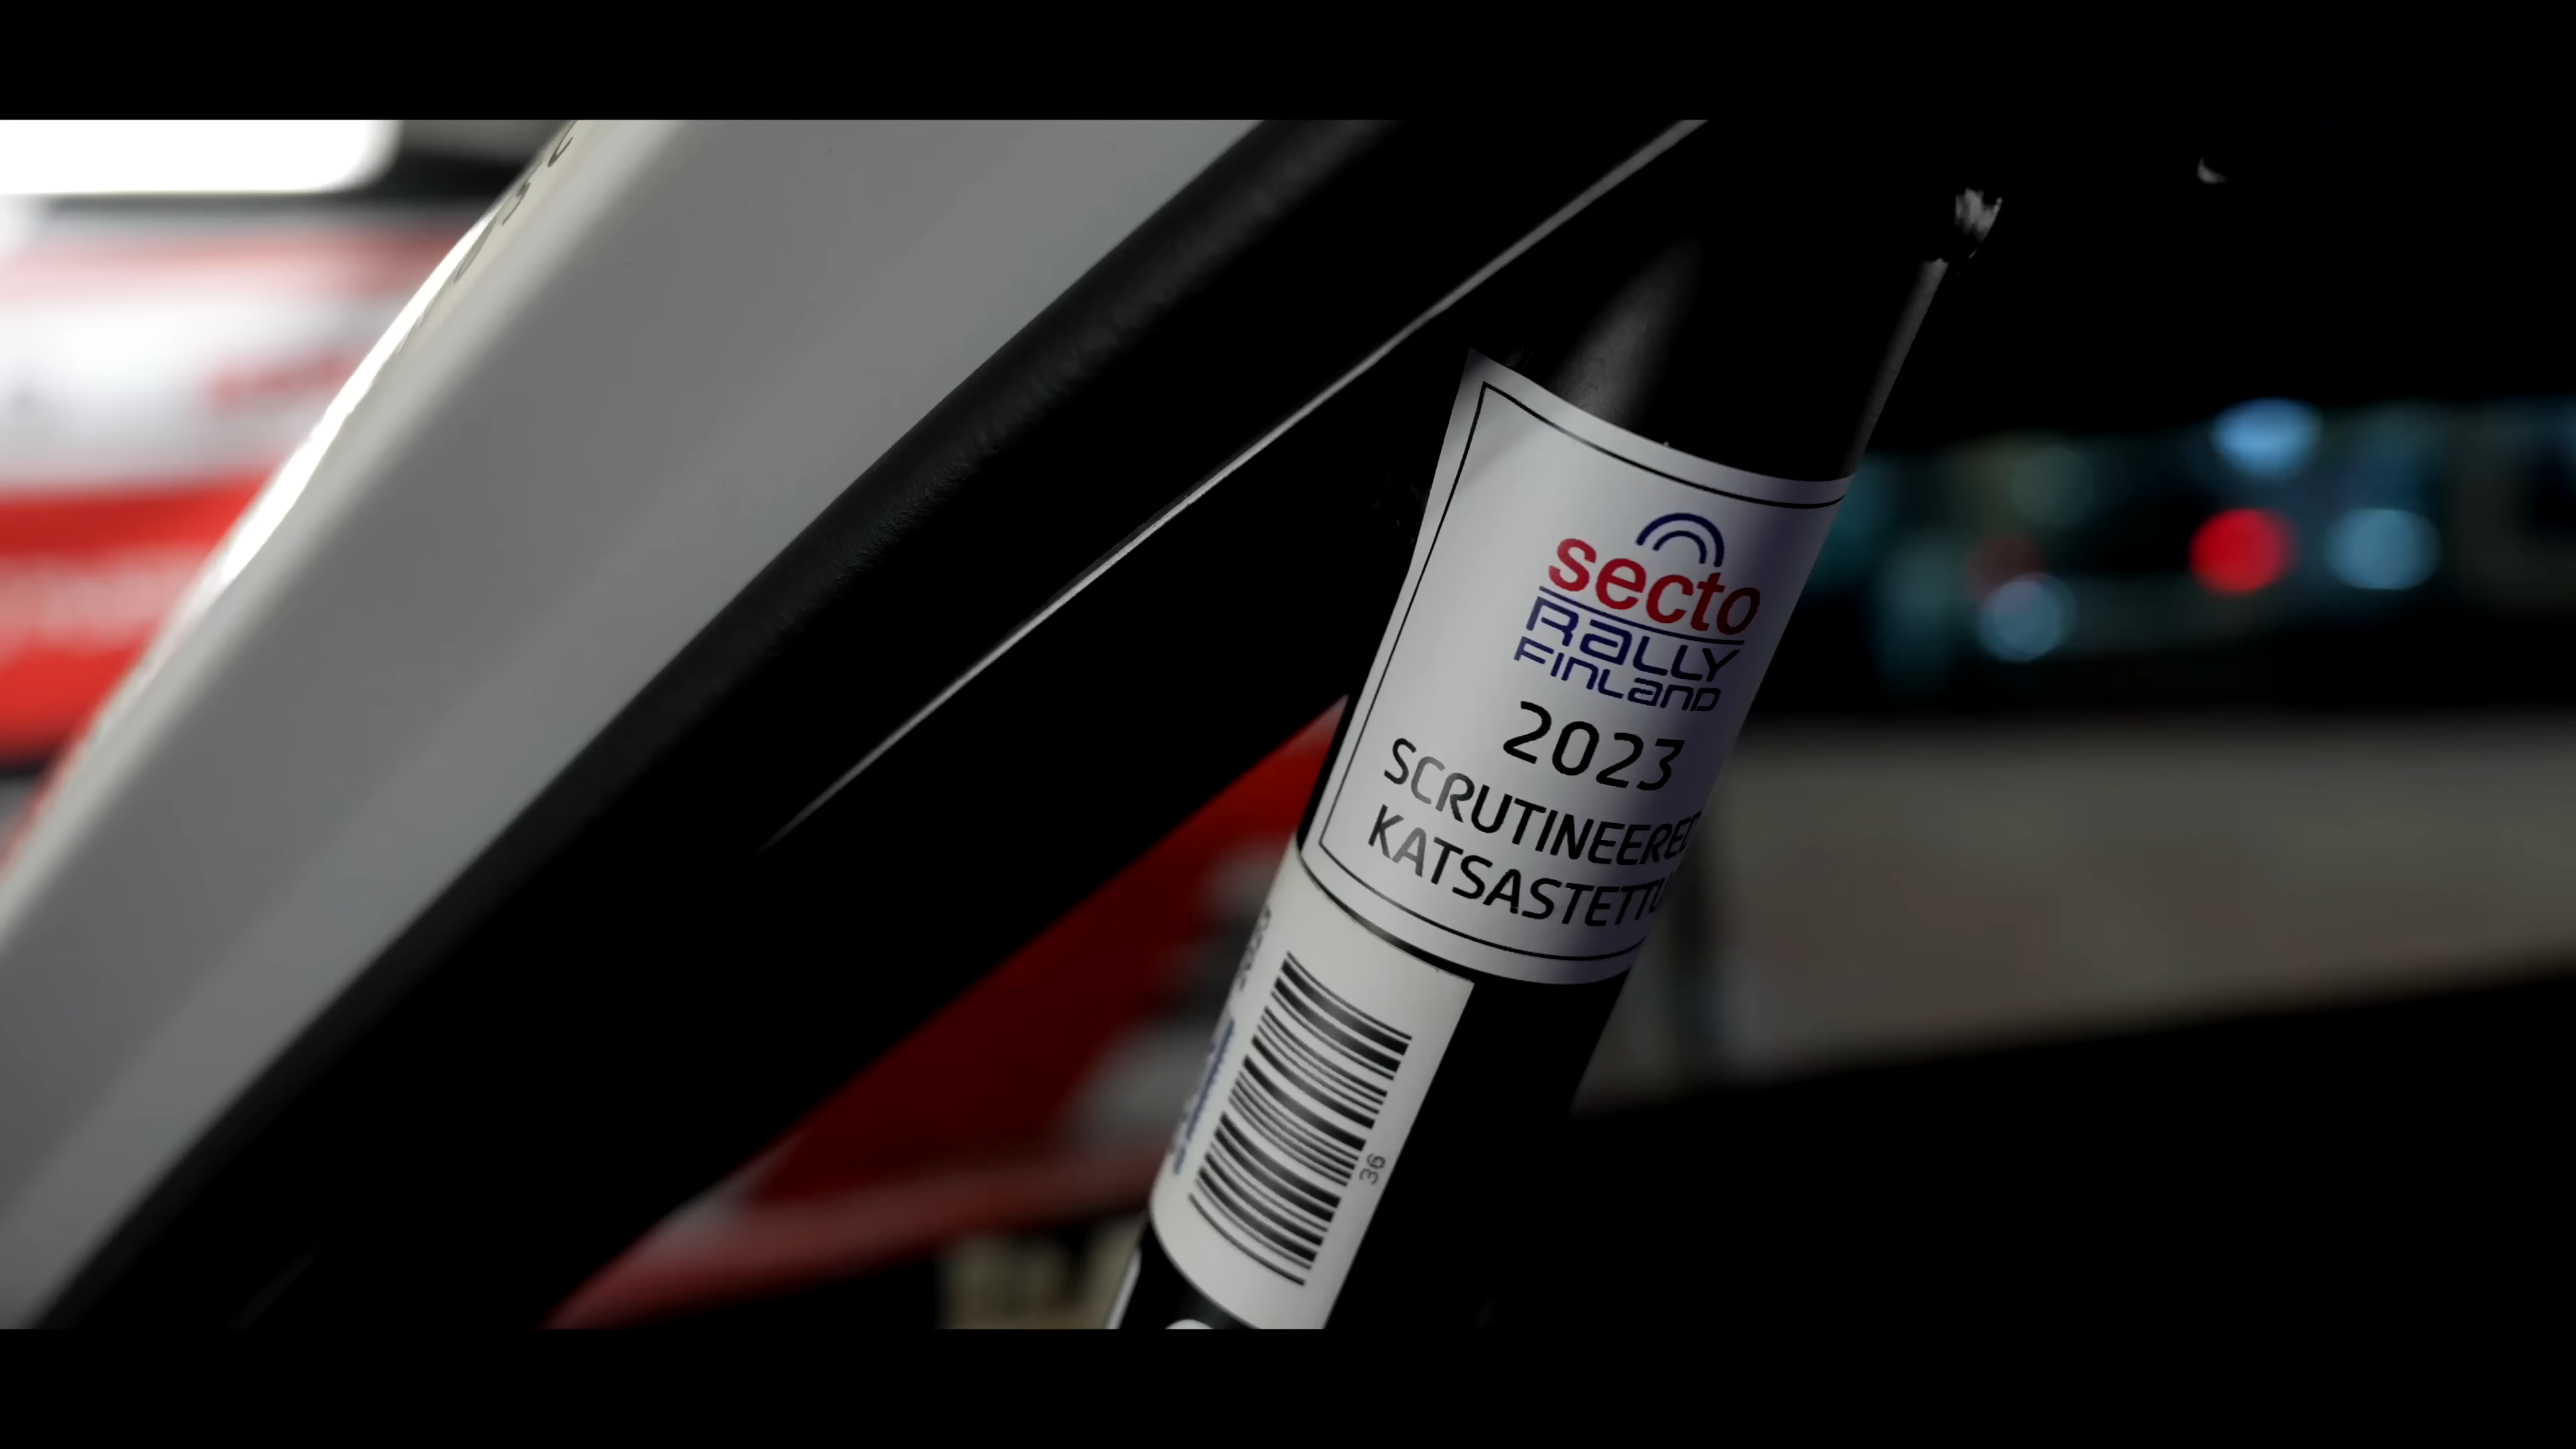 secto
RaLLY
FINLaND
2023
SCRUTINEERED
KATSASTETTU
36